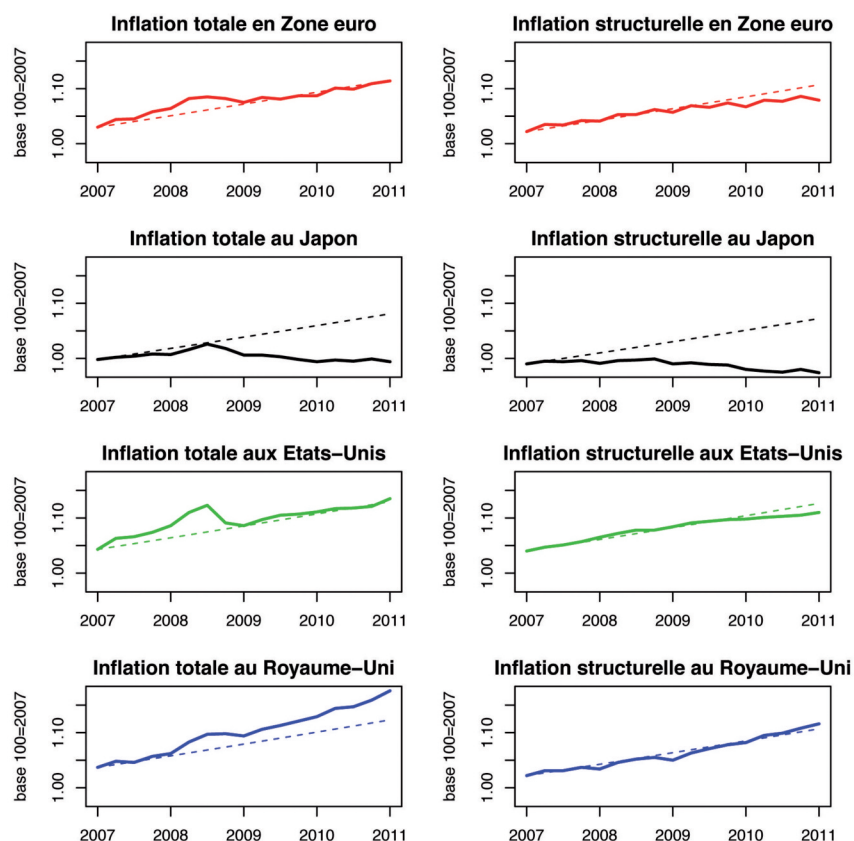 Inflation totale en Zone euro
base 100=2007
1.00
1.10
2007 2008 2009 2010 2011
Inflation structurelle en Zone euro
base 100=2007
1.00
1.10
2007 2008 2009 2010 2011
Inflation totale au Japon
base 100=2007
1.00
1.10
2007 2008 2009 2010 2011
Inflation structurelle au Japon
base 100=2007
1.00
1.10
2007 2008 2009 2010 2011
Inflation totale aux Etats−Unis
base 100=2007
1.00
1.10
2007 2008 2009 2010 2011
Inflation structurelle aux Etats−Unis
base 100=2007
1.00
1.10
2007 2008 2009 2010 2011
Inflation totale au Royaume−Uni
base 100=2007
1.00
1.10
2007 2008 2009 2010 2011
Inflation structurelle au Royaume−Uni
base 100=2007
1.00
1.10
2007 2008 2009 2010 2011